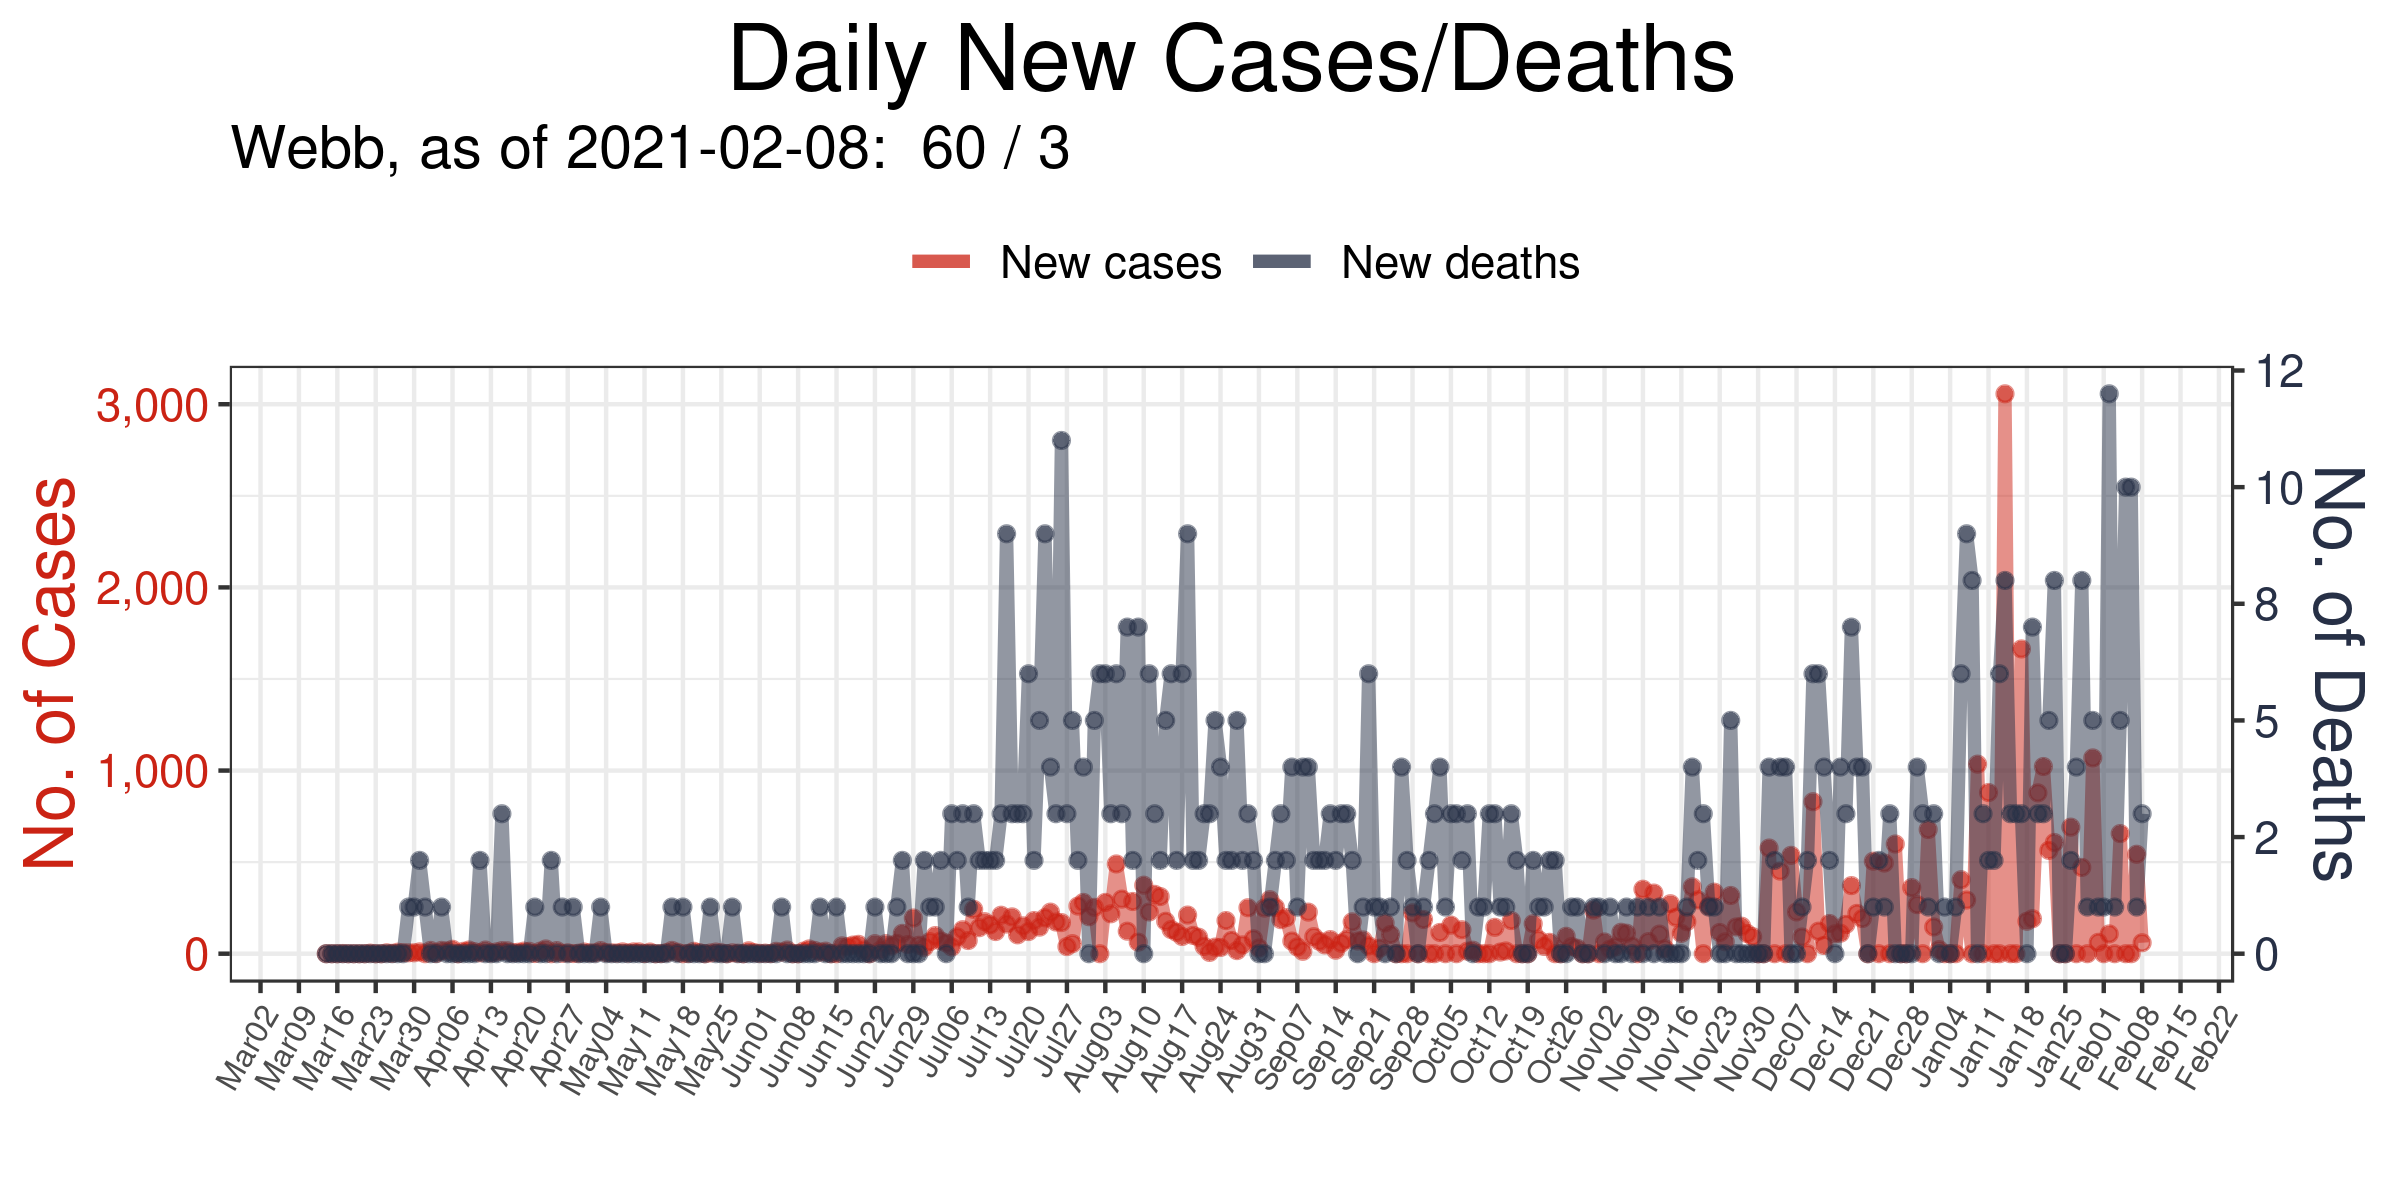 Daily New Cases/Deaths
Webb, as of 2021-02-08:  60 / 3
New cases
New deaths
No. of Cases
3,000
2,000
1,000
0
12
10
8
5
2
0
No. of Deaths
Mar02
Mar09
Mar16
Mar23
Mar30
Apr06
Apr13
Apr20
Apr27
May04
May11
May18
May25
Jun01
Jun08
Jun15
Jun22
Jun29
Jul06
Jul13
Jul20
Jul27
Aug03
Aug10
Aug17
Aug24
Aug31
Sep07
Sep14
Sep21
Sep28
Oct05
Oct12
Oct19
Oct26
Nov02
Nov09
Nov16
Nov23
Nov30
Dec07
Dec14
Dec21
Dec28
Jan04
Jan11
Jan18
Jan25
Feb01
Feb08
Feb15
Feb22